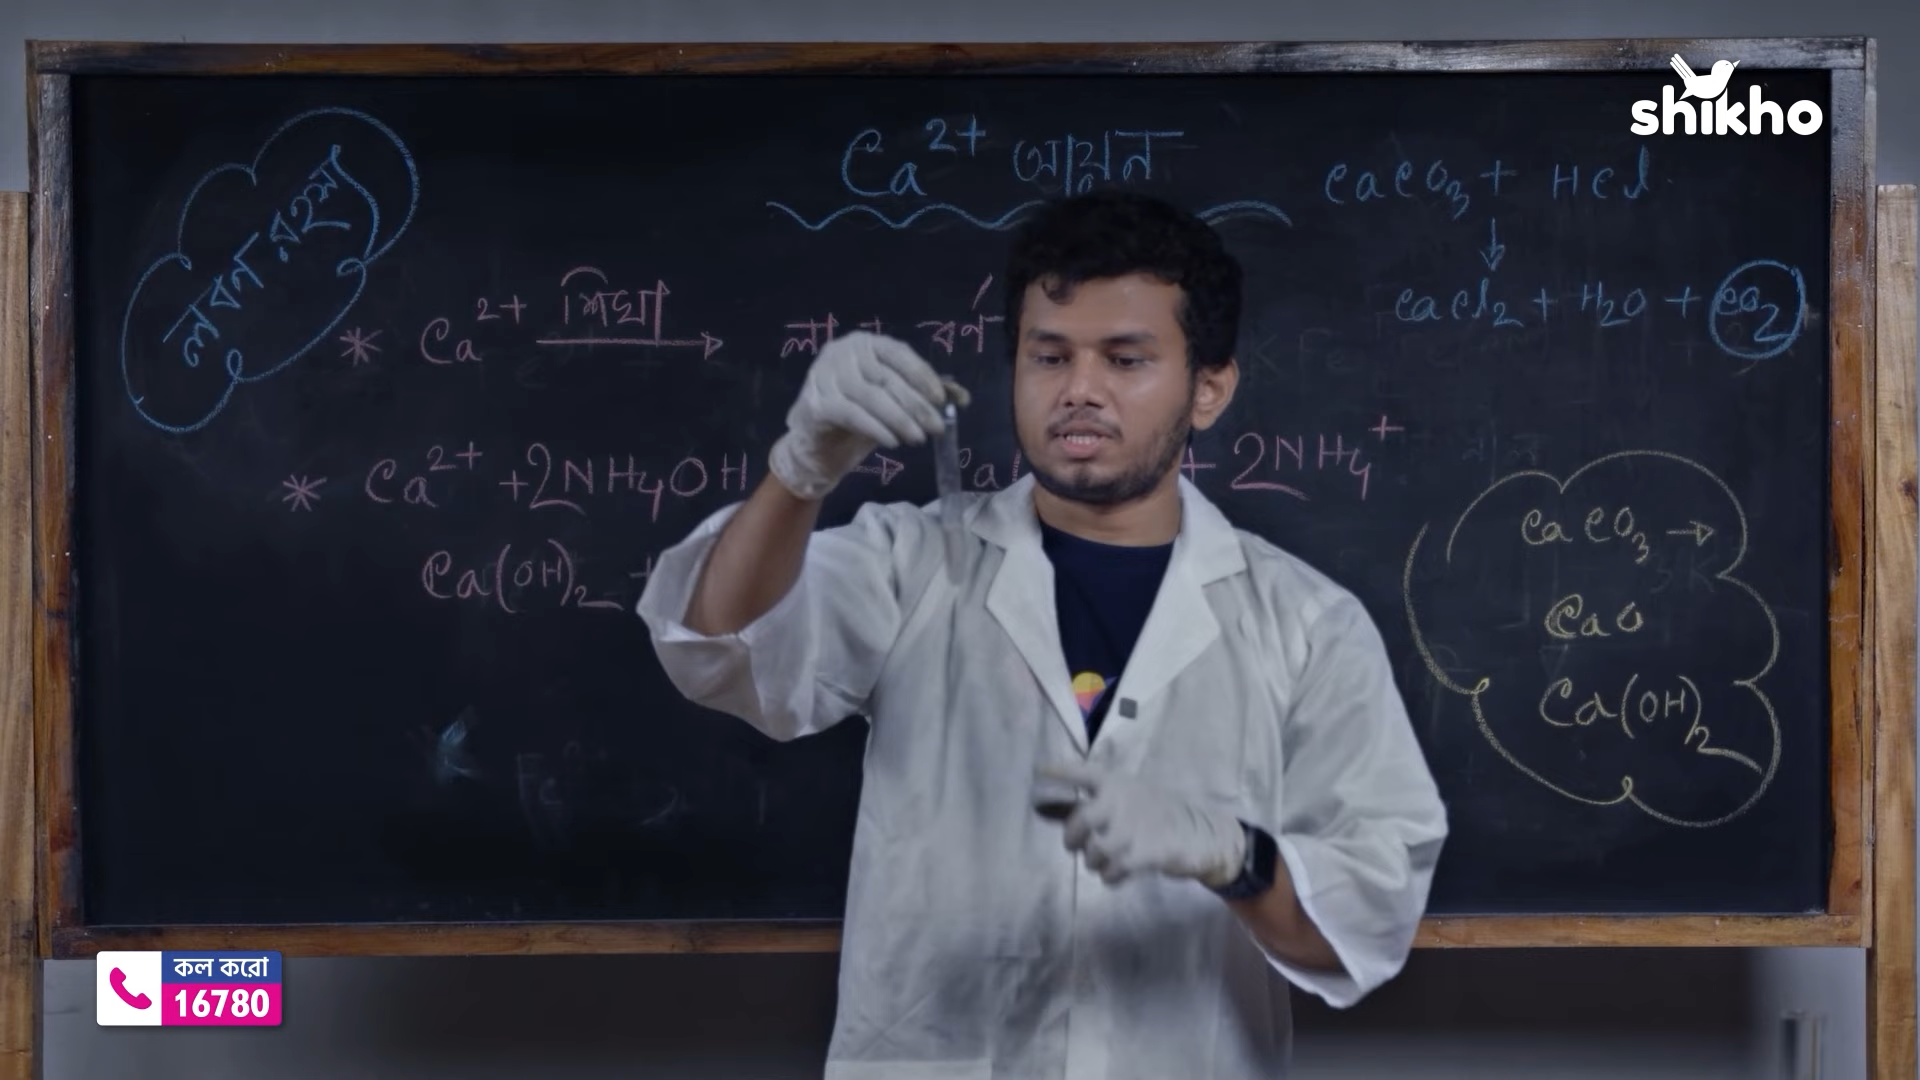 shikho
Ca²⁺ আয়ন
লবণ রহস্য
CaCO₃ + HCl
↓
CaCl₂ + H₂O + CO₂
* Ca²⁺ শিখা → বর্ণ
* Ca²⁺ + 2NH₄OH → + 2NH₄⁺
Ca(OH)₂ +
CaCO₃ →
CaO
Ca(OH)₂
কল করো
16780